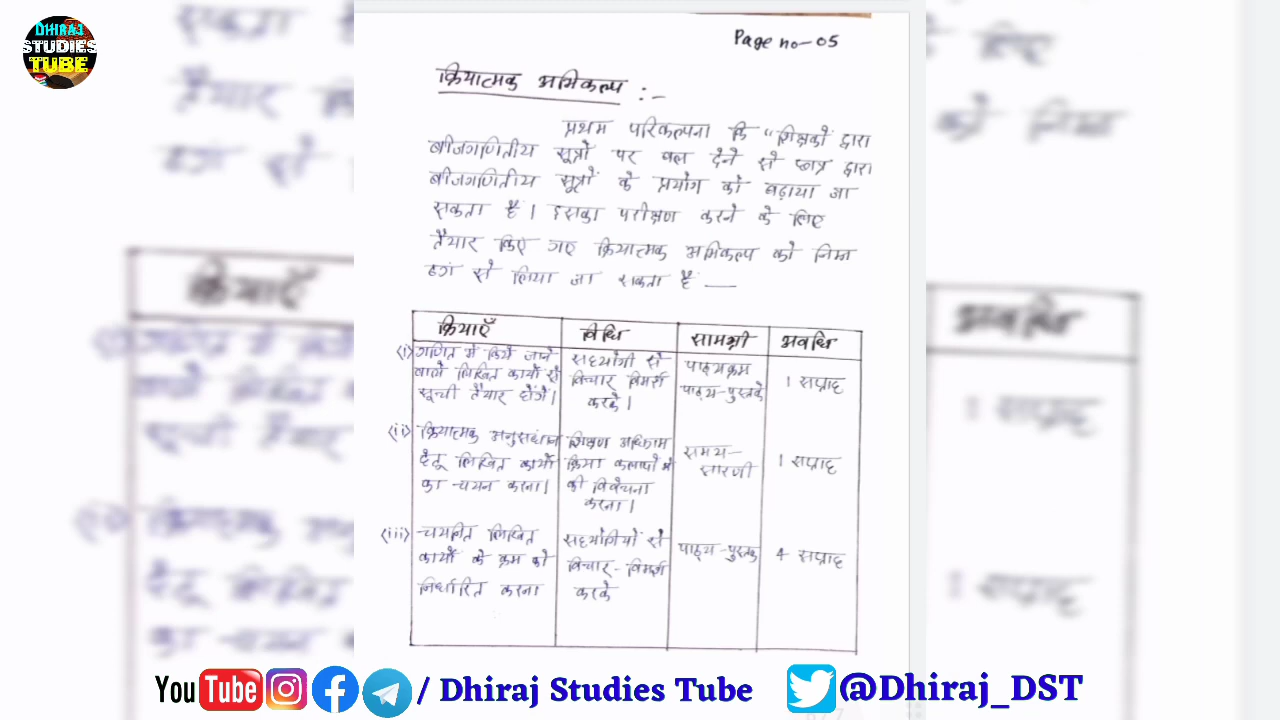 DHIRAJ
STUDIES
TUBE
Page no-05
क्रियात्मक अभिकल्प :-
प्रथम परिकल्पना कि "शिक्षकों द्वारा
बीजगणितीय सूत्रों पर बल देने से छात्र द्वारा
बीजगणितीय सूत्रों के प्रयोग को बढ़ाया जा
सकता है। इसका परीक्षण करने के लिए
तैयार किए गए क्रियात्मक अभिकल्प को निम्न
ढंग से लिया जा सकता है —
क्रियाएँ विधि सामग्री अवधि
(i) गणित में किये जाने सहयोगी से पाठ्यक्रम
वाले लिखित कार्यो से विचार विमर्श पाठ्य-पुस्तके 1 सप्ताह
सूची तैयार होंगें। करके।
(ii) क्रियात्मक अनुसंधान शिक्षण अधिगम समय-
हेतू लिखित कार्यों क्रिया कलापो में सारणी 1 सप्ताह
का चयन करना। की विवेचना
करना।
(iii) चयनित लिखित सहयोगियों से
कार्यों के क्रम को विचार-विमर्श पाठ्य-पुस्तक 4 सप्ताह
निर्धारित करना करके
YouTube / Dhiraj Studies Tube @Dhiraj_DST